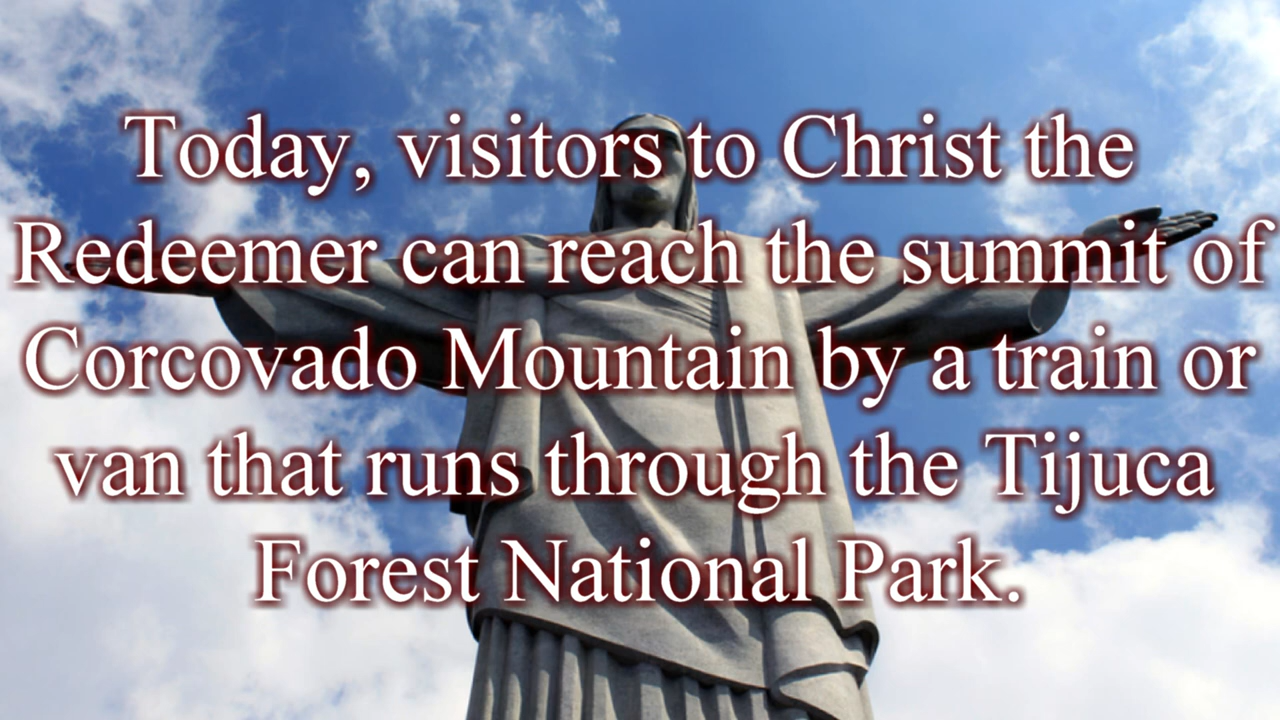 Today, visitors to Christ the
Redeemer can reach the summit of
Corcovado Mountain by a train or
van that runs through the Tijuca
Forest National Park.